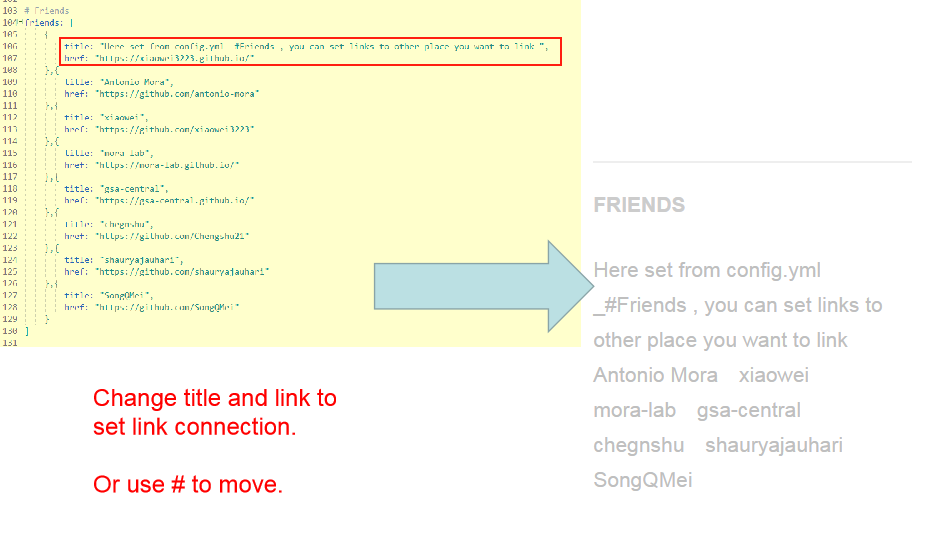 102
103 # Friends
104 friends: [
105 {
106 title: "Here set from config.yml _#Friends , you can set links to other place you want to link ",
107 href: "https://xiaowei3223.github.io/"
108 },{
109 title: "Antonio Mora",
110 href: "https://github.com/antonio-mora"
111 },{
112 title: "xiaowei",
113 href: "https://github.com/xiaowei3223"
114 },{
115 title: "mora-lab",
116 href: "https://mora-lab.github.io/"
117 },{
118 title: "gsa-central",
119 href: "https://gsa-central.github.io/"
120 },{
121 title: "chegnshu",
122 href: "https://github.com/Chengshu21"
123 },{
124 title: "shauryajauhari",
125 href: "https://github.com/shauryajauhari"
126 },{
127 title: "SongQMei",
128 href: "https://github.com/SongQMei"
129 }
130 ]
131
FRIENDS
Here set from config.yml
_#Friends , you can set links to
other place you want to link
Antonio Mora xiaowei
mora-lab gsa-central
chegnshu shauryajauhari
SongQMei
Change title and link to
set link connection.
Or use # to move.